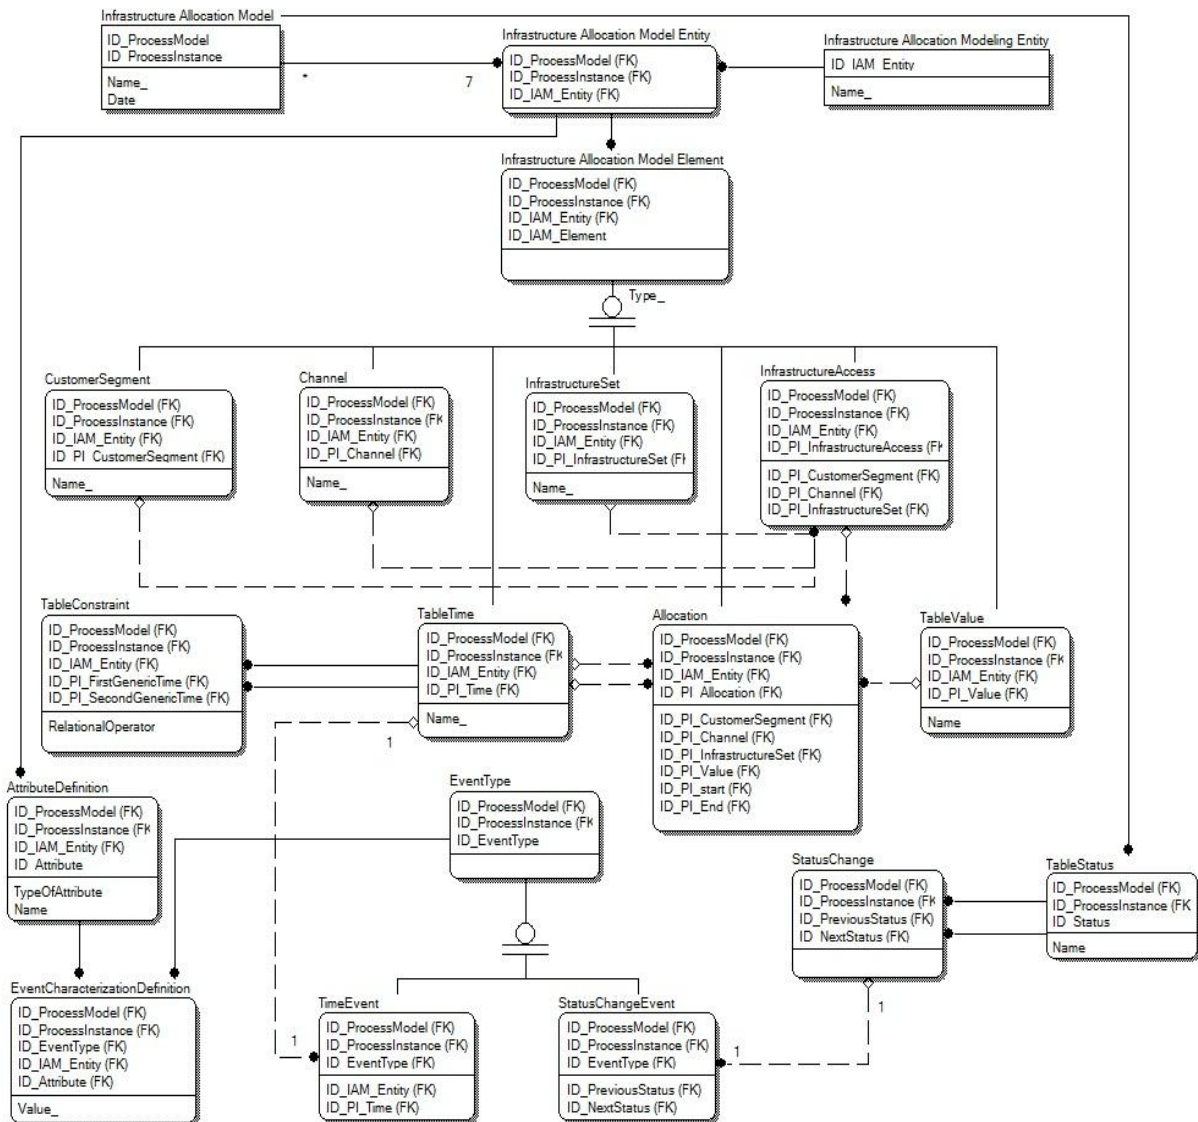 Infrastructure Allocation Model
ID_ProcessModel
ID_ProcessInstance
Name_
Date
*
7
Infrastructure Allocation Model Entity
ID_ProcessModel (FK)
ID_ProcessInstance (FK)
ID_IAM_Entity (FK)
Infrastructure Allocation Modeling Entity
ID_IAM_Entity
Name_
Infrastructure Allocation Model Element
ID_ProcessModel (FK)
ID_ProcessInstance (FK)
ID_IAM_Entity (FK)
ID_IAM_Element
Type_
CustomerSegment
ID_ProcessModel (FK)
ID_ProcessInstance (FK)
ID_IAM_Entity (FK)
ID_PI_CustomerSegment (FK)
Name_
Channel
ID_ProcessModel (FK)
ID_ProcessInstance (FK
ID_IAM_Entity (FK)
ID_PI_Channel (FK)
Name_
InfrastructureSet
ID_ProcessModel (FK)
ID_ProcessInstance (FK)
ID_IAM_Entity (FK)
ID_PI_InfrastructureSet (FK
Name_
InfrastructureAccess
ID_ProcessModel (FK)
ID_ProcessInstance (FK)
ID_IAM_Entity (FK)
ID_PI_InfrastructureAccess (FK
ID_PI_CustomerSegment (FK)
ID_PI_Channel (FK)
ID_PI_InfrastructureSet (FK)
TableConstraint
ID_ProcessModel (FK)
ID_ProcessInstance (FK)
ID_IAM_Entity (FK)
ID_PI_FirstGenericTime (FK)
ID_PI_SecondGenericTime (FK)
RelationalOperator
TableTime
ID_ProcessModel (FK)
ID_ProcessInstance (FK
ID_IAM_Entity (FK)
ID_PI_Time (FK)
Name_
1
Allocation
ID_ProcessModel (FK)
ID_ProcessInstance (FK)
ID_IAM_Entity (FK)
ID_PI_Allocation (FK)
ID_PI_CustomerSegment (FK)
ID_PI_Channel (FK)
ID_PI_InfrastructureSet (FK)
ID_PI_Value (FK)
ID_PI_start (FK)
ID_PI_End (FK)
TableValue
ID_ProcessModel (FK)
ID_ProcessInstance (FK
ID_IAM_Entity (FK)
ID_PI_Value (FK)
Name
AttributeDefinition
ID_ProcessModel (FK)
ID_ProcessInstance (FK
ID_IAM_Entity (FK)
ID_Attribute
TypeOfAttribute
Name
EventType
ID_ProcessModel (FK)
ID_ProcessInstance (FK
ID_EventType
StatusChange
ID_ProcessModel (FK)
ID_ProcessInstance (FK
ID_PreviousStatus (FK)
ID_NextStatus (FK)
1
TableStatus
ID_ProcessModel (FK)
ID_ProcessInstance (FK
ID_Status
Name
EventCharacterizationDefinition
ID_ProcessModel (FK)
ID_ProcessInstance (FK)
ID_EventType (FK)
ID_IAM_Entity (FK)
ID_Attribute (FK)
Value_
1
TimeEvent
ID_ProcessModel (FK)
ID_ProcessInstance (FK)
ID_EventType (FK)
ID_IAM_Entity (FK)
ID_PI_Time (FK)
StatusChangeEvent
ID_ProcessModel (FK)
ID_ProcessInstance (FK)
ID_EventType (FK)
ID_PreviousStatus (FK)
ID_NextStatus (FK)
1